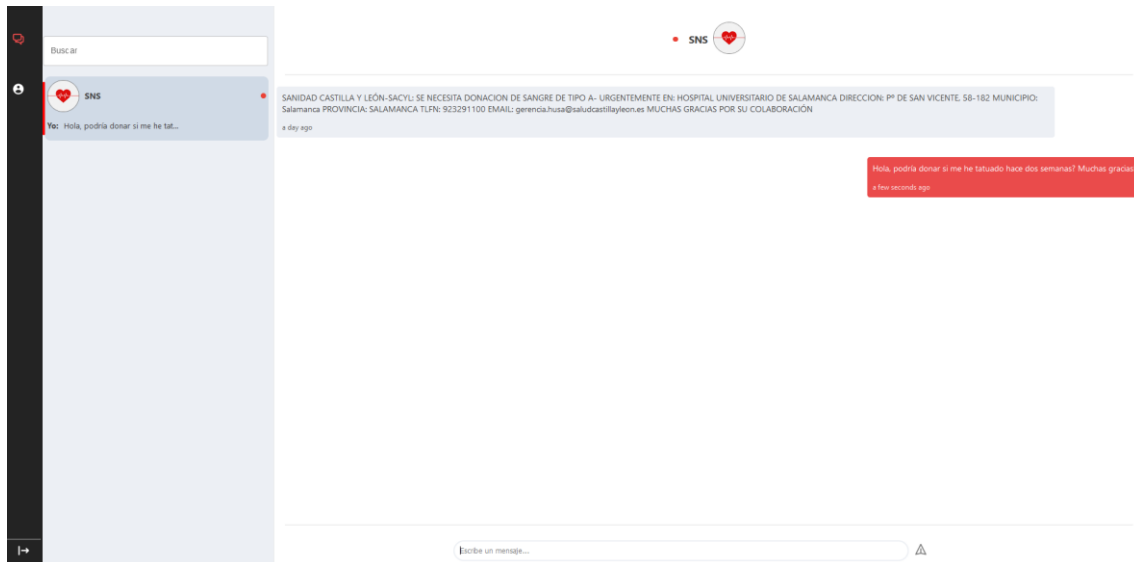 Buscar
SNS
Yo: Hola, podría donar si me he tat...
SNS
SANIDAD CASTILLA Y LEÓN-SACYL: SE NECESITA DONACION DE SANGRE DE TIPO A- URGENTEMENTE EN: HOSPITAL UNIVERSITARIO DE SALAMANCA DIRECCION: Pº DE SAN VICENTE, 58-182 MUNICIPIO:
Salamanca PROVINCIA: SALAMANCA TLFN: 923291100 EMAIL: gerencia.husa@saludcastillayleon.es MUCHAS GRACIAS POR SU COLABORACIÓN
a day ago
Hola, podría donar si me he tatuado hace dos semanas? Muchas gracias
a few seconds ago
Escribe un mensaje...